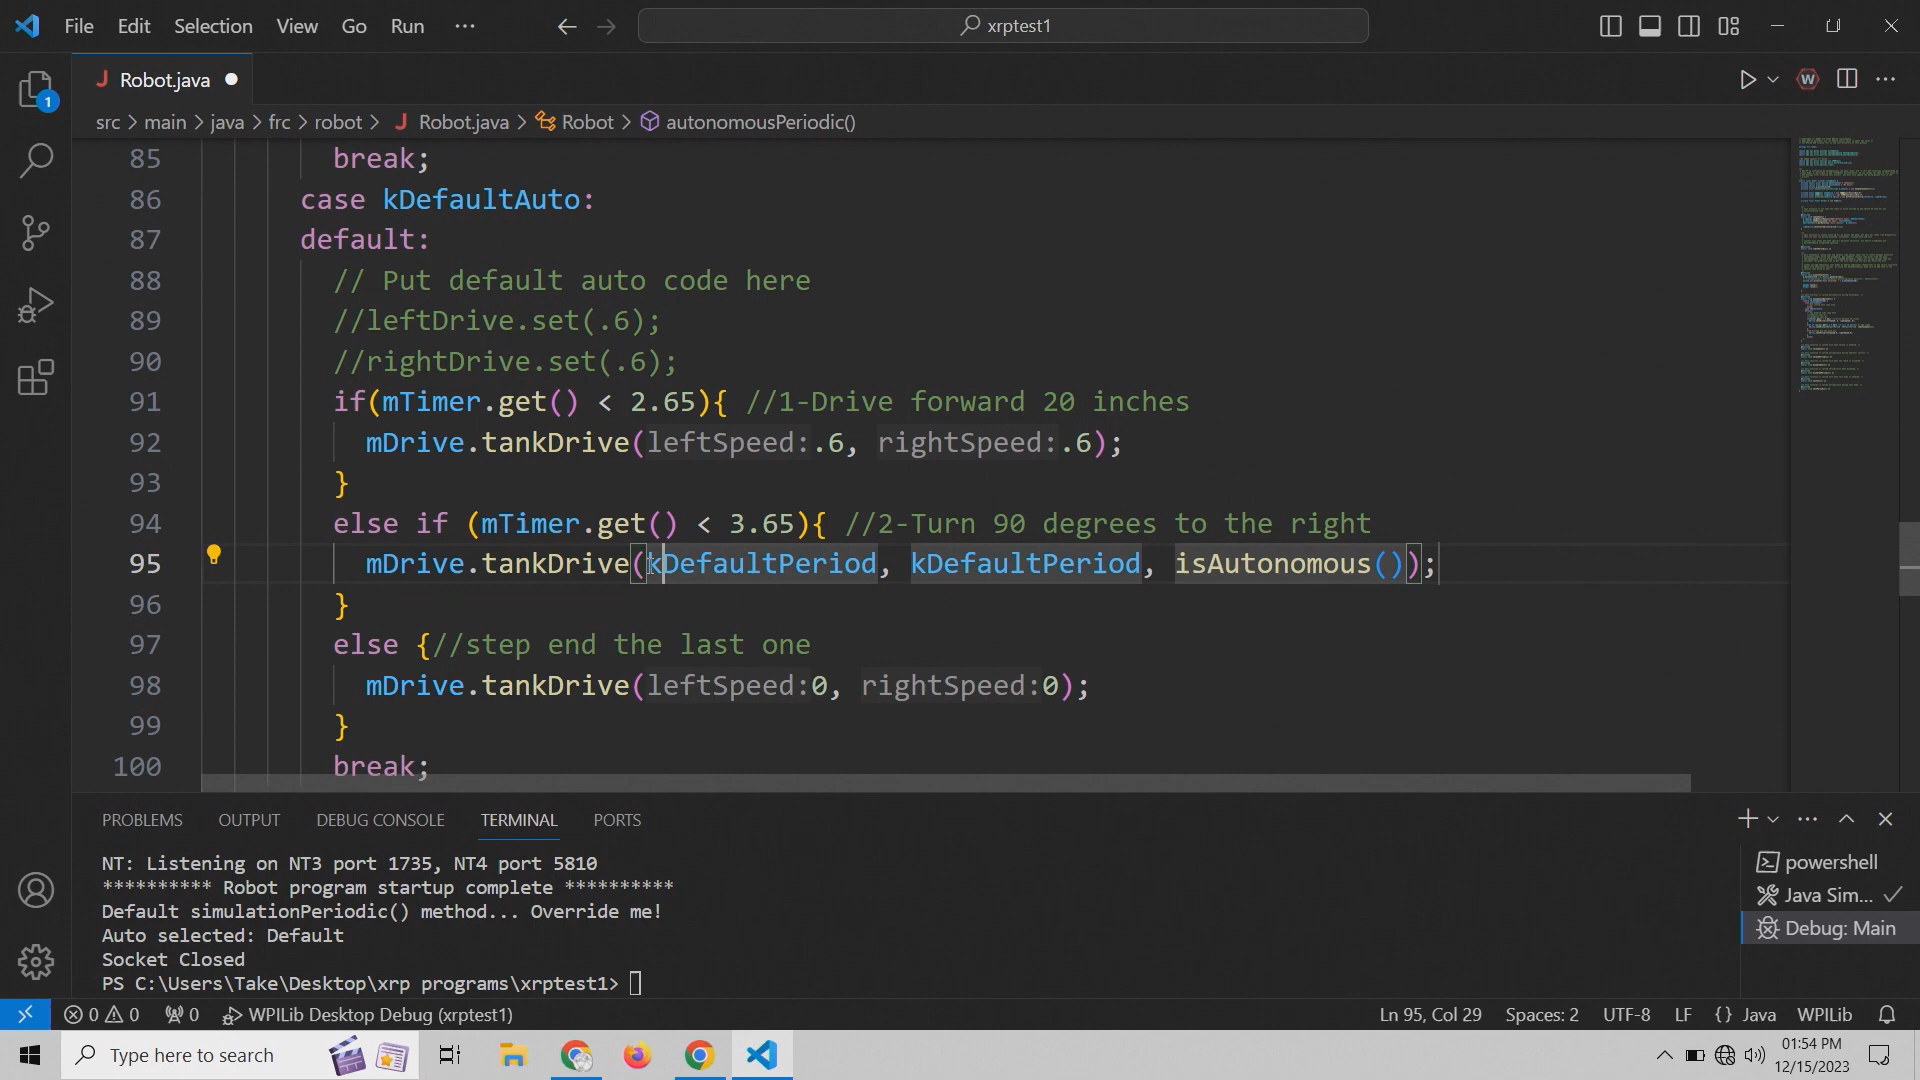 File Edit Selection View Go Run ··· xrptest1
Robot.java
src > main > java > frc > robot > J Robot.java > Robot > autonomousPeriodic()
85 break;
86 case kDefaultAuto:
87 default:
88 // Put default auto code here
89 //leftDrive.set(.6);
90 //rightDrive.set(.6);
91 if(mTimer.get() < 2.65){ //1-Drive forward 20 inches
92 mDrive.tankDrive(leftSpeed:.6, rightSpeed:.6);
93 }
94 else if (mTimer.get() < 3.65){ //2-Turn 90 degrees to the right
95 mDrive.tankDrive(kDefaultPeriod, kDefaultPeriod, isAutonomous());
96 }
97 else {//step end the last one
98 mDrive.tankDrive(leftSpeed:0, rightSpeed:0);
99 }
100 break;
PROBLEMS OUTPUT DEBUG CONSOLE TERMINAL PORTS
NT: Listening on NT3 port 1735, NT4 port 5810
********** Robot program startup complete **********
Default simulationPeriodic() method... Override me!
Auto selected: Default
Socket Closed
PS C:\Users\Take\Desktop\xrp programs\xrptest1>
powershell
Java Sim...
Debug: Main
0 0 0 WPILib Desktop Debug (xrptest1) Ln 95, Col 29 Spaces: 2 UTF-8 LF {} Java WPILib
Type here to search
01:54 PM
12/15/2023